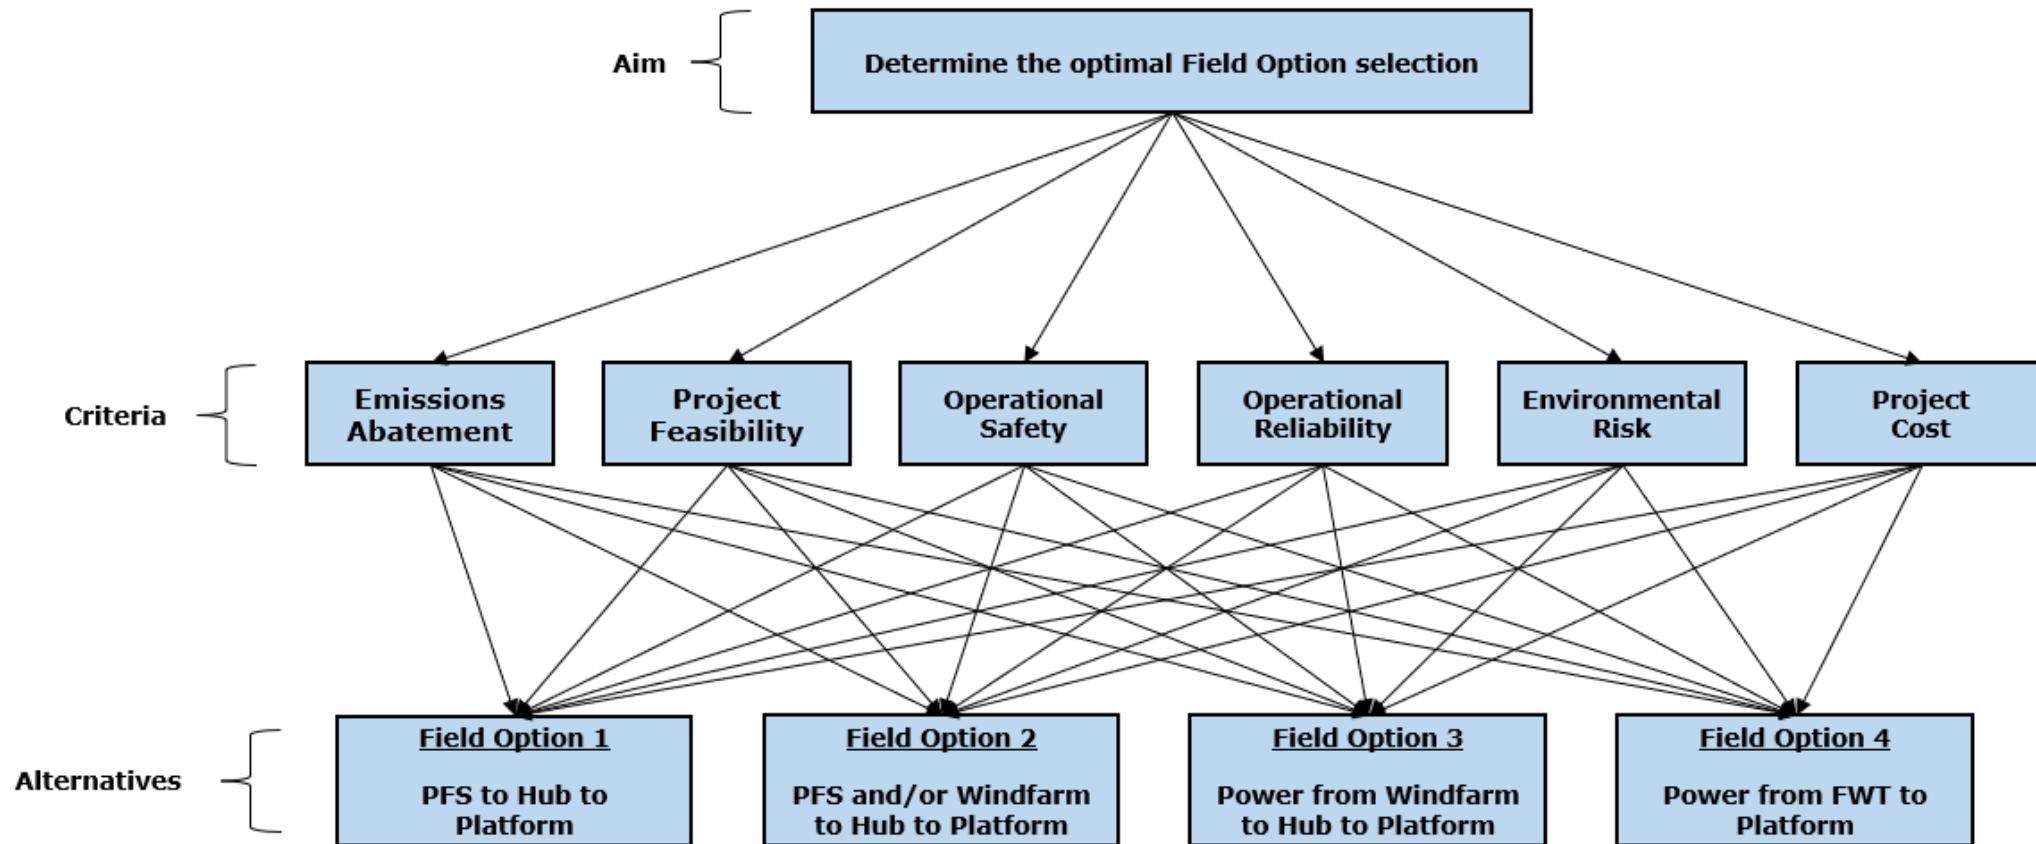 Aim
Determine the optimal Field Option selection
Criteria
Emissions
Abatement
Project
Feasibility
Operational
Safety
Operational
Reliability
Environmental
Risk
Project
Cost
Alternatives
Field Option 1
PFS to Hub to
Platform
Field Option 2
PFS and/or Windfarm
to Hub to Platform
Field Option 3
Power from Windfarm
to Hub to Platform
Field Option 4
Power from FWT to
Platform